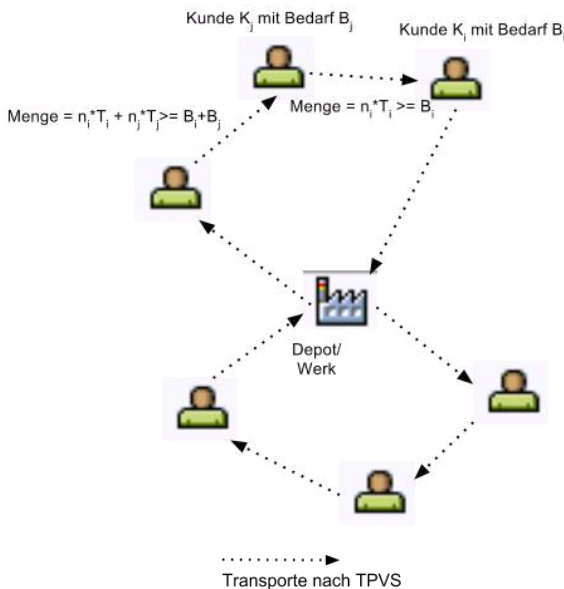 Kunde Kj mit Bedarf Bj
Kunde Ki mit Bedarf Bi
Menge = ni*Ti + nj*Tj>= Bi+Bj
Menge = ni*Ti >= Bi
Depot/
Werk
Transporte nach TPVS